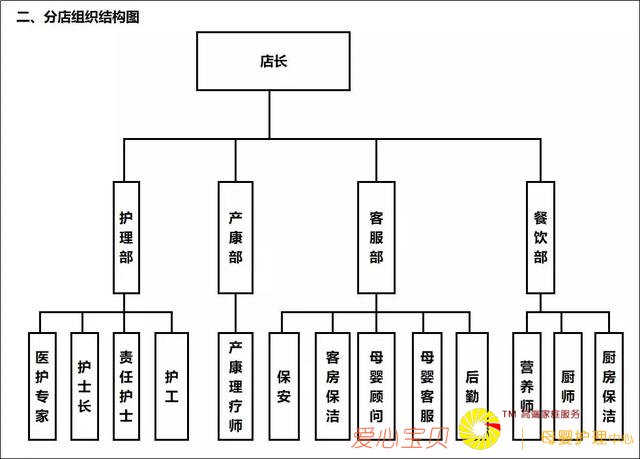 二、分店组织结构图
店长
护理部
产康部
客服部
餐饮部
医护专家
护士长
责任护士
护工
产康理疗师
保安
客房保洁
母婴顾问
母婴客服
后勤
营养师
厨师
厨房保洁
爱心宝贝
TM 高端家庭服务
母婴护理中心